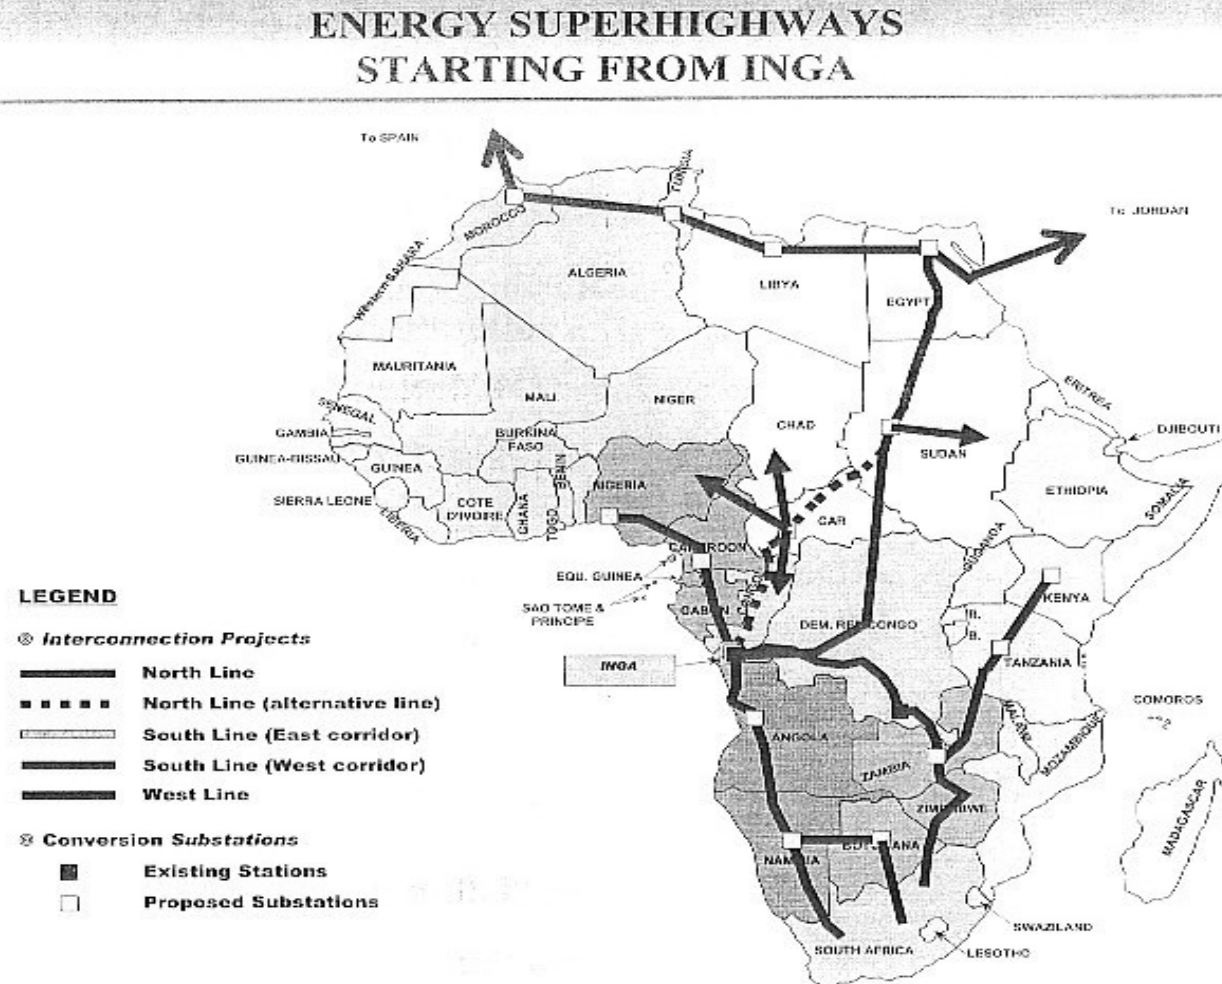 ENERGY SUPERHIGHWAYS
STARTING FROM INGA
To SPAIN
To JORDAN
TUNISIA
MOROCCO
Western SAHARA
ALGERIA
LIBYA
EGYPT
MAURITANIA
MALI
NIGER
CHAD
SUDAN
ERITREA
DJIBOUTI
SENEGAL
GAMBIA
GUINEA-BISSAU
GUINEA
SIERRA LEONE
LIBERIA
COTE
D'IVOIRE
BURKINA
FASO
GHANA
TOGO
BENIN
NIGERIA
CAR
ETHIOPIA
SOMALIA
CAMEROON
EQU. GUINEA
SAO TOME &
PRINCIPE
GABON
DEM. REP CONGO
UGANDA
KENYA
R.
B.
TANZANIA
INGA
COMOROS
ANGOLA
ZAMBIA
MALAWI
MOZAMBIQUE
MADAGASCAR
NAMIBIA
BOTSWANA
ZIMBABWE
SOUTH AFRICA
SWAZILAND
LESOTHO
LEGEND
Interconnection Projects
North Line
North Line (alternative line)
South Line (East corridor)
South Line (West corridor)
West Line
Conversion Substations
Existing Stations
Proposed Substations